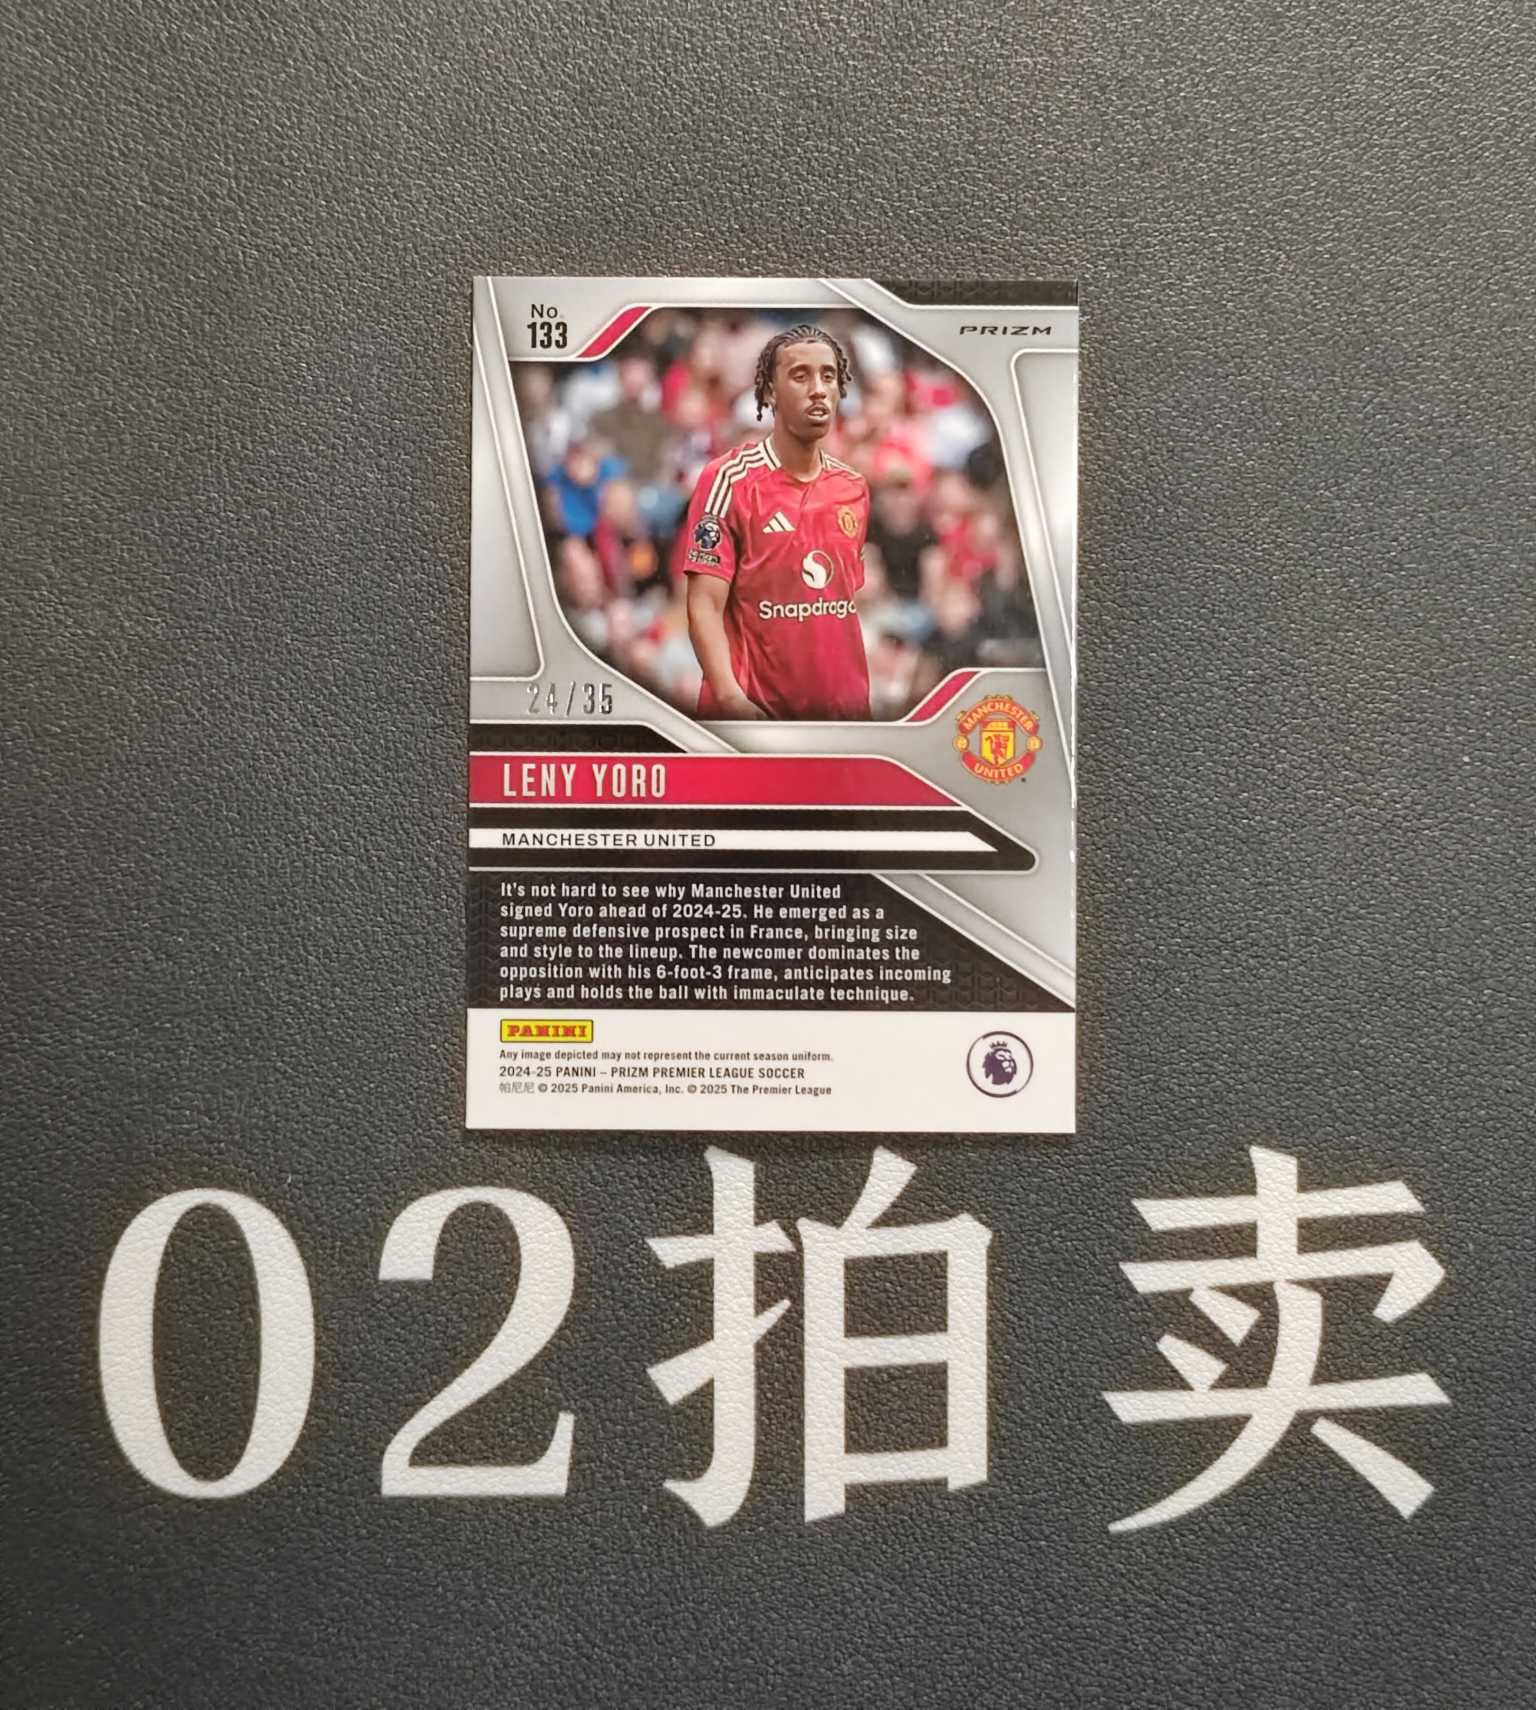 No.
133
PRIZM
Snapdrago
24/35
MANCHESTER
UNITED
LENY YORO
MANCHESTER UNITED
It's not hard to see why Manchester United
signed Yoro ahead of 2024-25. He emerged as a
supreme defensive prospect in France, bringing size
and style to the lineup. The newcomer dominates the
opposition with his 6-foot-3 frame, anticipates incoming
plays and holds the ball with immaculate technique.
PANINI
Any image depicted may not represent the current season uniform.
2024-25 PANINI – PRIZM PREMIER LEAGUE SOCCER
帕尼尼 © 2025 Panini America, Inc. © 2025 The Premier League
02拍卖